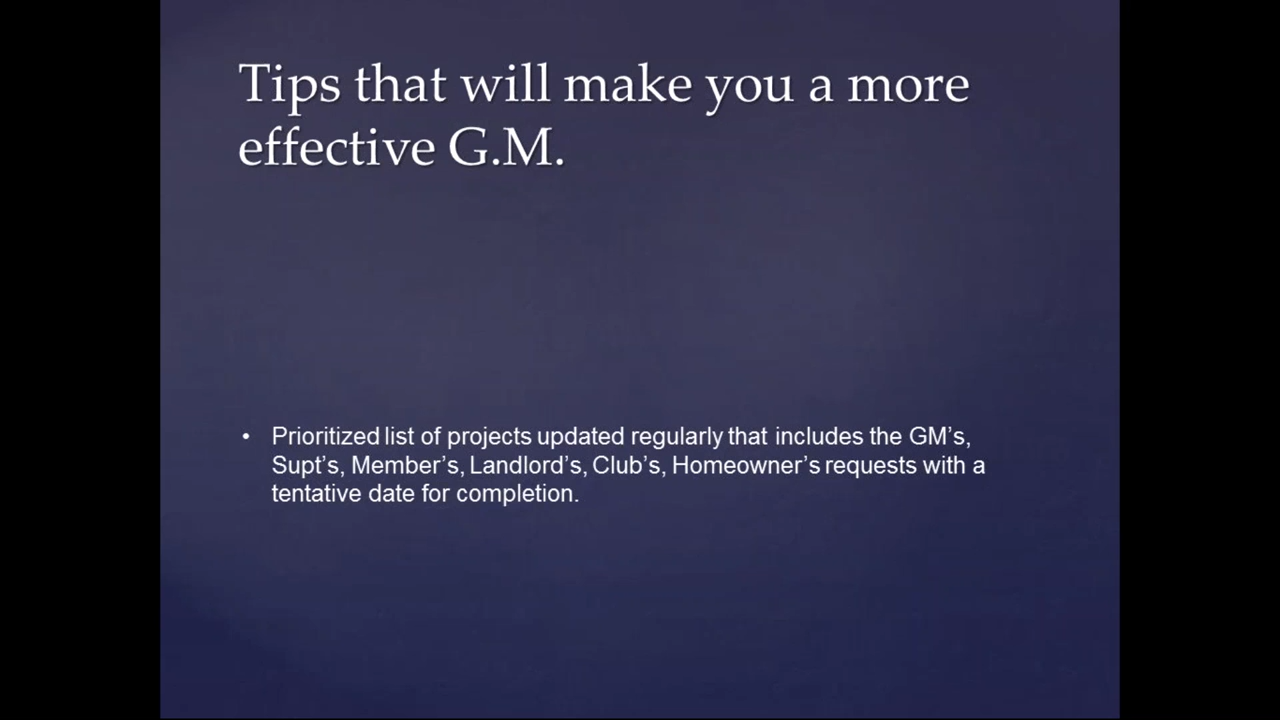 Tips that will make you a more
effective G.M.
• Prioritized list of projects updated regularly that includes the GM’s,
Supt’s, Member’s, Landlord’s, Club’s, Homeowner’s requests with a
tentative date for completion.